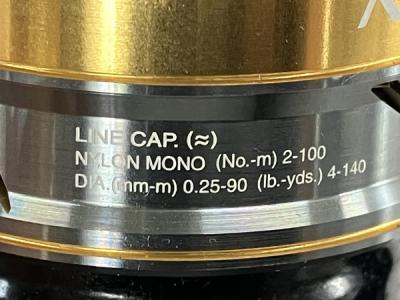 LINE CAP. (≈)
NYLON MONO (No.-m) 2-100
DIA.(mm-m) 0.25-90 (lb.-yds.) 4-140